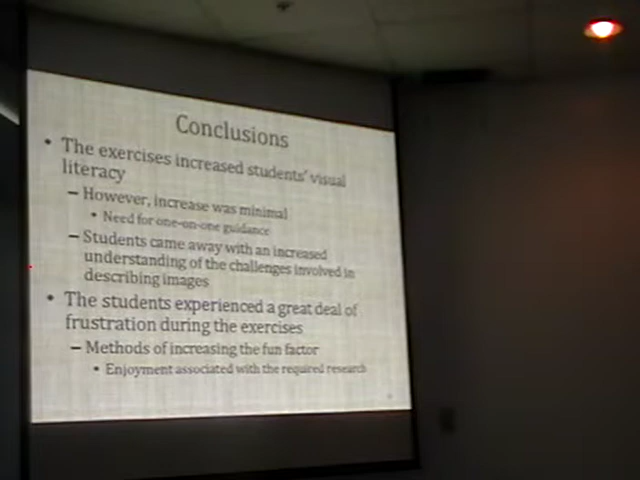 Conclusions
• The exercises increased students' visual
literacy
– However, increase was minimal
• Need for one-on-one guidance
– Students came away with an increased
understanding of the challenges involved in
describing images
• The students experienced a great deal of
frustration during the exercises
– Methods of increasing the fun factor
• Enjoyment associated with the required research